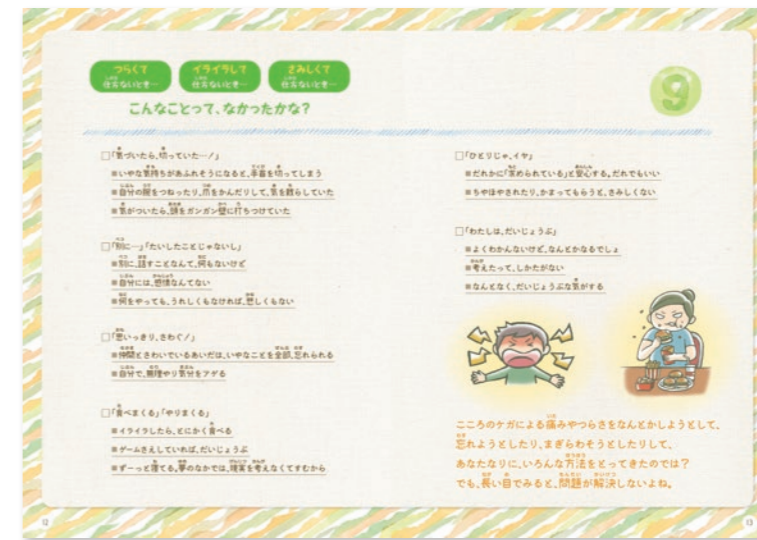 つらくて
仕方ないとき…
イライラして
仕方ないとき…
さみしくて
仕方ないとき…
こんなことって、なかったかな？
9
□「気づいたら、切っていた…！」
※いやな気持ちがあふれそうになると、手首を切ってしまう
※自分の腕をつねったり、爪をかんだりして、気を散らしていた
※気がついたら、頭をガンガン壁に打ちつけていた
□「別に…」「たいしたことじゃないし」
※別に、話すことなんて、何もないけど
※自分には、感情なんてない
※何をやっても、うれしくもなければ、悲しくもない
□「思いっきり、さわぐ！」
※仲間とさわいでいるあいだは、いやなことを全部、忘れられる
※自分で、無理やり気分をアゲる
□「食べまくる」「やりまくる」
※イライラしたら、とにかく食べる
※ゲームさえしていれば、だいじょうぶ
※ずーっと寝てる。夢のなかでは、現実を考えなくてすむから
□「ひとりじゃ、イヤ」
※だれかに「求められている」と安心する。だれでもいい
※ちやほやされたり、かまってもらうと、さみしくない
□「わたしは、だいじょうぶ」
※よくわかんないけど、なんとかなるでしょ
※考えたって、しかたがない
※なんとなく、だいじょうぶな気がする
こころのケガによる痛みやつらさをなんとかしようとして、
忘れようとしたり、まぎらわそうとしたりして、
あなたなりに、いろんな方法をとってきたのでは？
でも、長い目でみると、問題が解決しないよね。
12
13